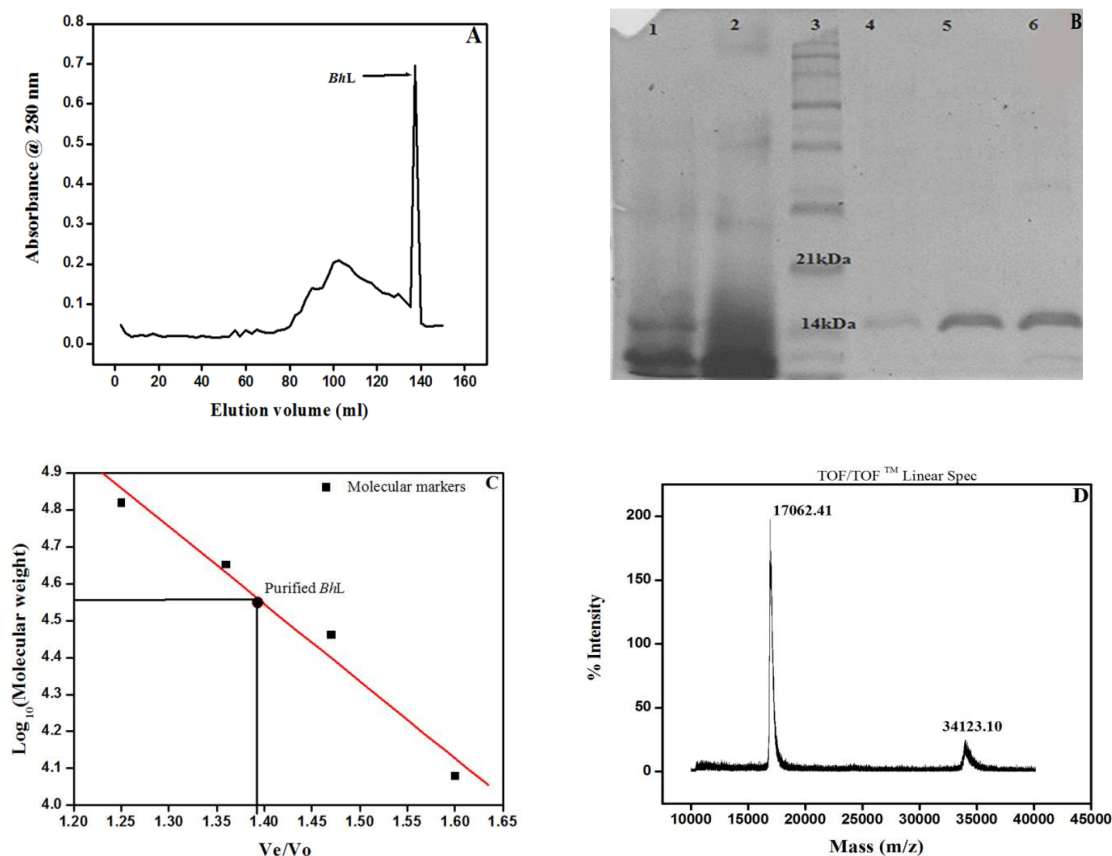 A
BhL
Absorbance @ 280 nm
0.8
0.7
0.6
0.5
0.4
0.3
0.2
0.1
0.0
0 20 40 60 80 100 120 140 160
Elution volume (ml)
1 2 3 4 5 6 B
21kDa
14kDa
C
Molecular markers
Purified BhL
Log10(Molecular weight)
4.9
4.8
4.7
4.6
4.5
4.4
4.3
4.2
4.1
4.0
1.20 1.25 1.30 1.35 1.40 1.45 1.50 1.55 1.60 1.65
Ve/Vo
TOF/TOF TM Linear Spec
D
17062.41
34123.10
% Intensity
200
150
100
50
0
10000 15000 20000 25000 30000 35000 40000 45000
Mass (m/z)